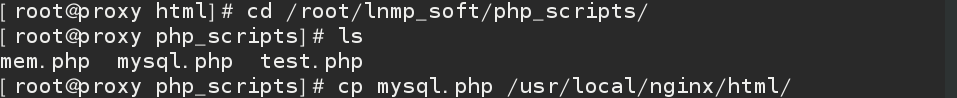 [root@proxy html]# cd /root/lnmp_soft/php_scripts/
[root@proxy php_scripts]# ls
mem.php  mysql.php  test.php
[root@proxy php_scripts]# cp mysql.php /usr/local/nginx/html/